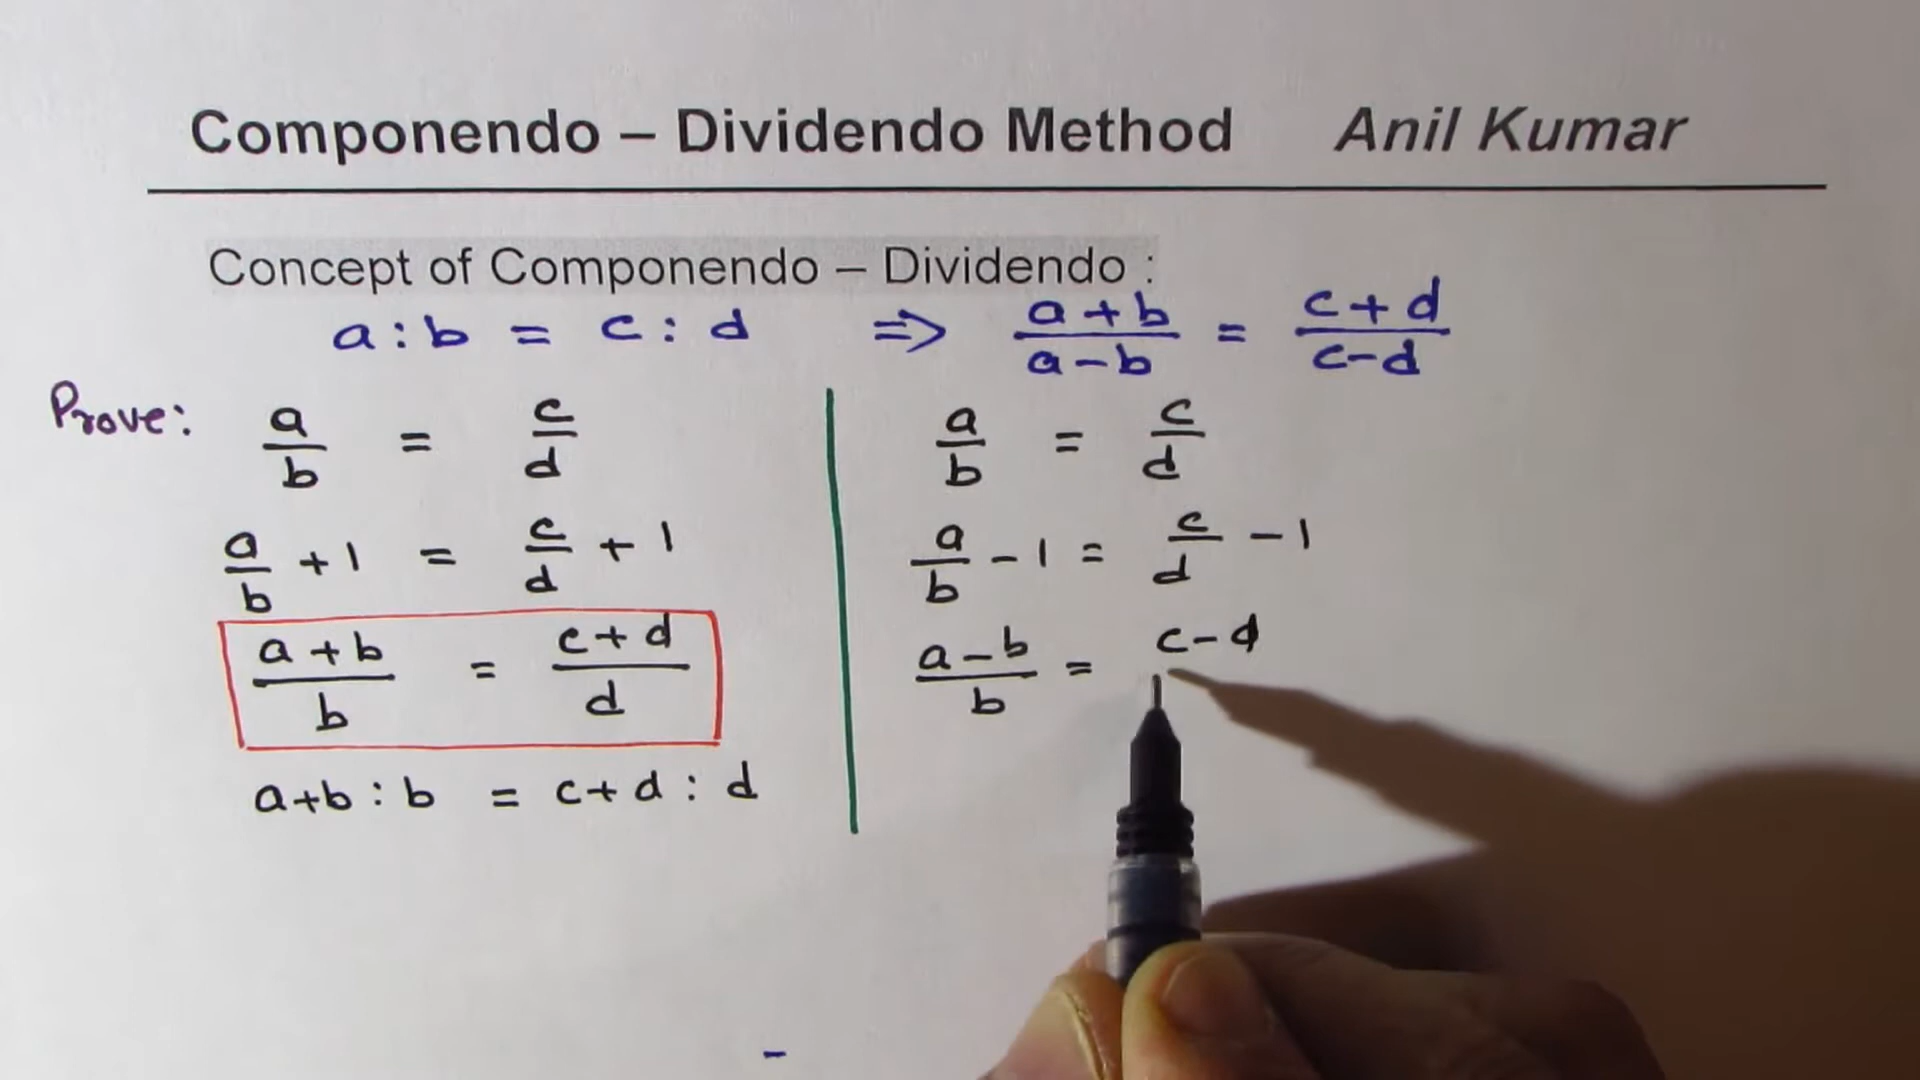 Componendo – Dividendo Method Anil Kumar
Concept of Componendo – Dividendo :
a : b = c : d => (a+b)/(a-b) = (c+d)/(c-d)
Prove: a/b = c/d
a/b + 1 = c/d + 1
(a+b)/b = (c+d)/d
a+b : b = c+d : d
a/b = c/d
a/b - 1 = c/d - 1
(a-b)/b = c-d